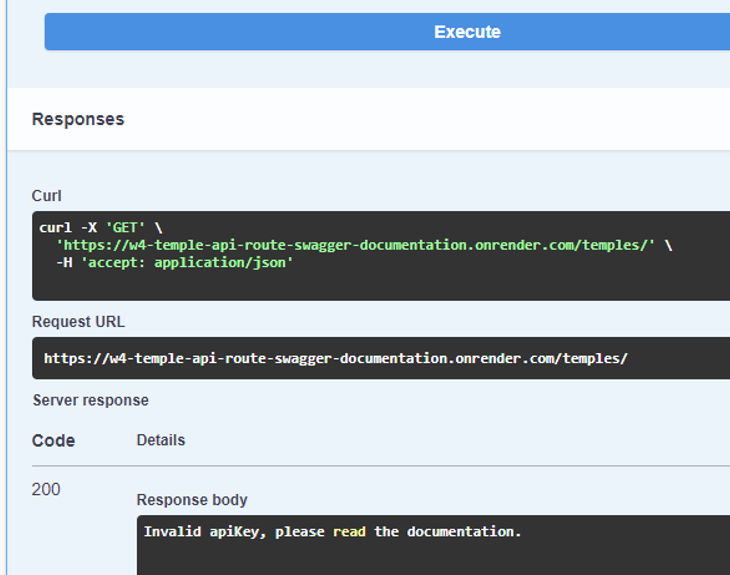 Execute
Responses
Curl
curl -X 'GET' \
'https://w4-temple-api-route-swagger-documentation.onrender.com/temples/' \
-H 'accept: application/json'
Request URL
https://w4-temple-api-route-swagger-documentation.onrender.com/temples/
Server response
Code Details
200
Response body
Invalid apiKey, please read the documentation.